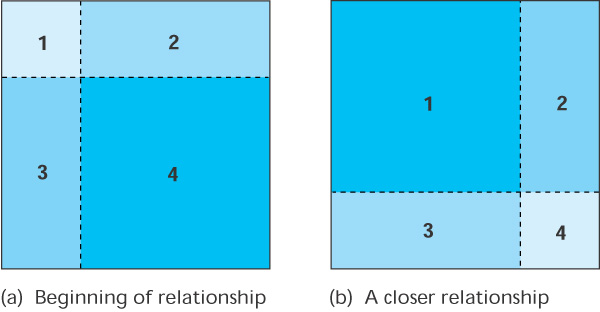 1 2
3 4
(a) Beginning of relationship
1 2
3 4
(b) A closer relationship